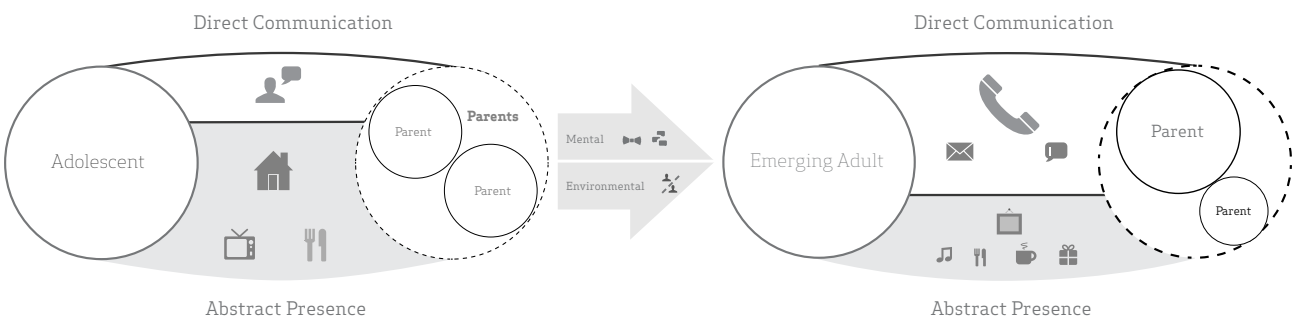 Direct Communication
Adolescent
Parent
Parents
Parent
Abstract Presence
Mental
Environmental
Direct Communication
Emerging Adult
Parent
Parent
Abstract Presence